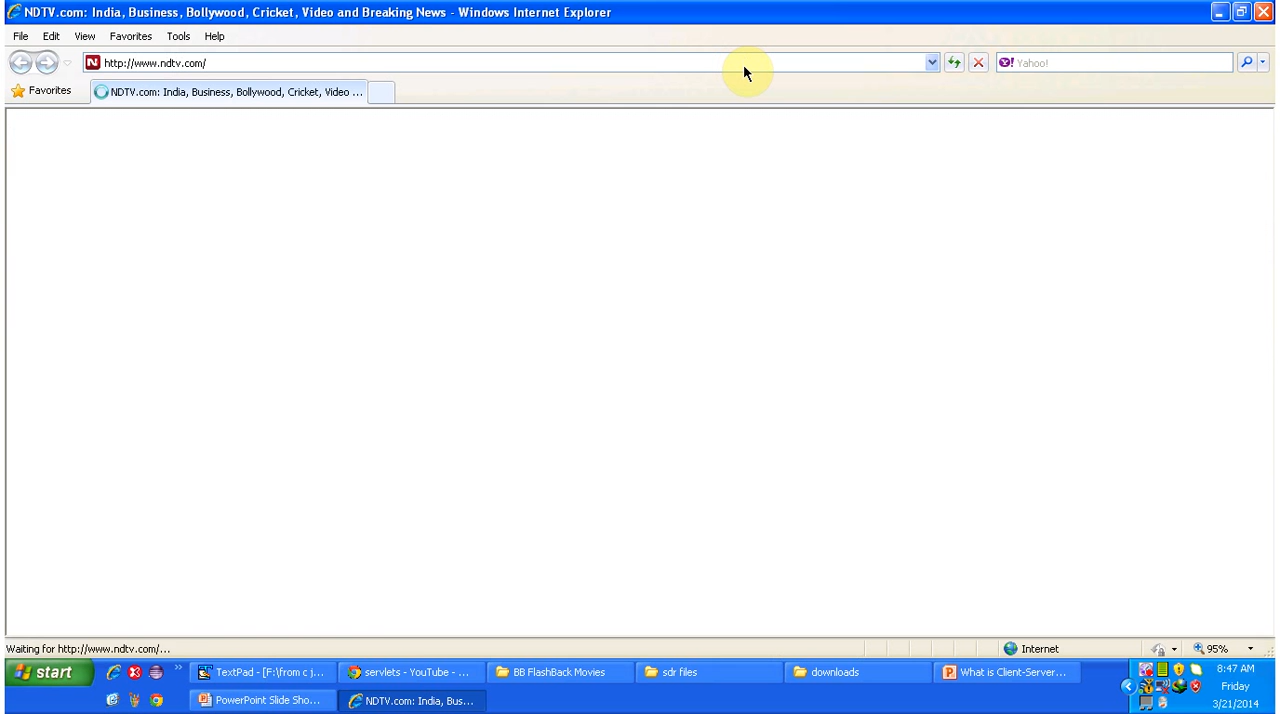 NDTV.com: India, Business, Bollywood, Cricket, Video and Breaking News - Windows Internet Explorer
File Edit View Favorites Tools Help
N http://www.ndtv.com/
Y! Yahoo!
Favorites
NDTV.com: India, Business, Bollywood, Cricket, Video ...
Waiting for http://www.ndtv.com/...
Internet
95%
start
TextPad - [F:\from c j...
servlets - YouTube - ...
BB FlashBack Movies
sdr files
downloads
What is Client-Server...
8:47 AM
PowerPoint Slide Sho...
NDTV.com: India, Bus...
Friday
3/21/2014